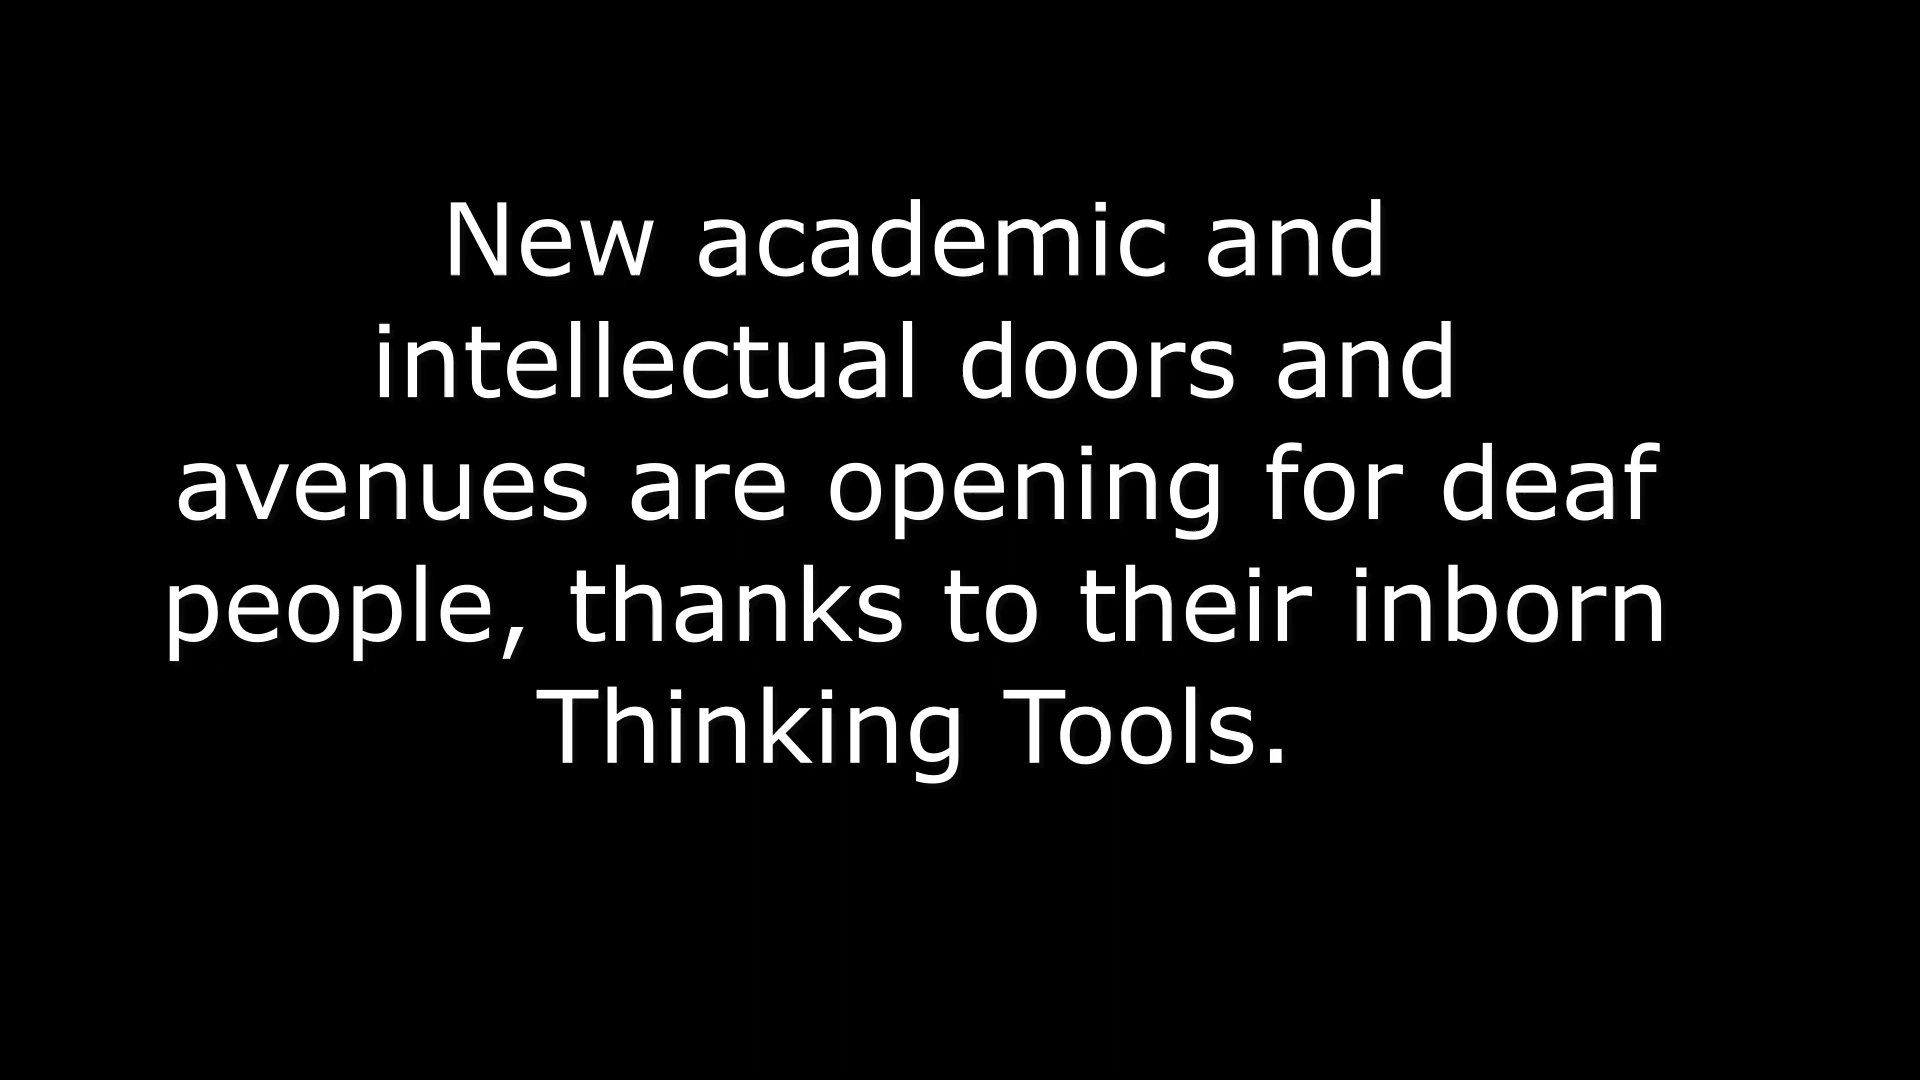 New academic and
intellectual doors and
avenues are opening for deaf
people, thanks to their inborn
Thinking Tools.